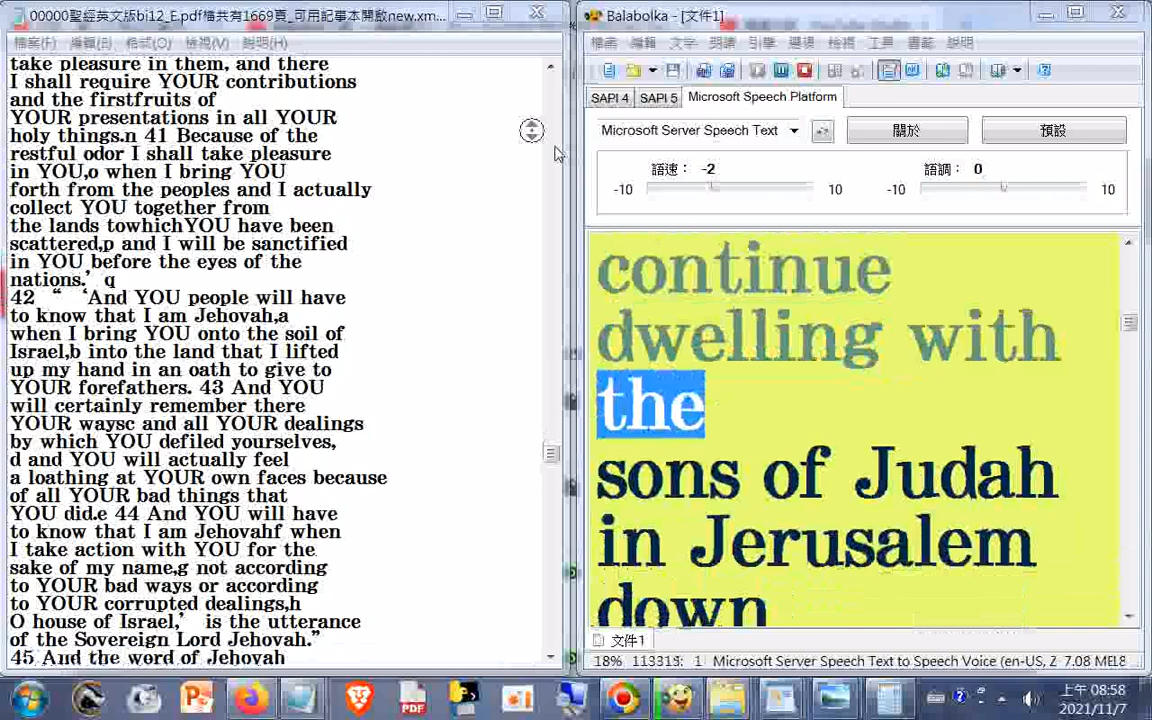 00000聖經英文版bi12_E.pdf檔共有1669頁_可用記事本開啟new.xm...
檔案(F) 編輯(E) 格式(O) 檢視(V) 說明(H)
take pleasure in them, and there
I shall require YOUR contributions
and the firstfruits of
YOUR presentations in all YOUR
holy things.n 41 Because of the
restful odor I shall take pleasure
in YOU,o when I bring YOU
forth from the peoples and I actually
collect YOU together from
the lands towhichYOU have been
scattered,p and I will be sanctified
in YOU before the eyes of the
nations.’ q
42 “ ‘And YOU people will have
to know that I am Jehovah,a
when I bring YOU onto the soil of
Israel,b into the land that I lifted
up my hand in an oath to give to
YOUR forefathers. 43 And YOU
will certainly remember there
YOUR waysc and all YOUR dealings
by which YOU defiled yourselves,
d and YOU will actually feel
a loathing at YOUR own faces because
of all YOUR bad things that
YOU did.e 44 And YOU will have
to know that I am Jehovahf when
I take action with YOU for the
sake of my name,g not according
to YOUR bad ways or according
to YOUR corrupted dealings,h
O house of Israel,’ is the utterance
of the Sovereign Lord Jehovah.”
45 And the word of Jehovah
Balabolka - [文件1]
檔案 編輯 文字 朗讀 引擎 選項 檢視 工具 書籤 說明
SAPI 4 SAPI 5 Microsoft Speech Platform
Microsoft Server Speech Text 關於 預設
語速： -2 語調： 0
-10 10 -10 10
continue
dwelling with
the
sons of Judah
in Jerusalem
down
文件1
18% 11331: 1 Microsoft Server Speech Text to Speech Voice (en-US, Z 7.08 MEL8
PDF
上午 08:58
2021/11/7